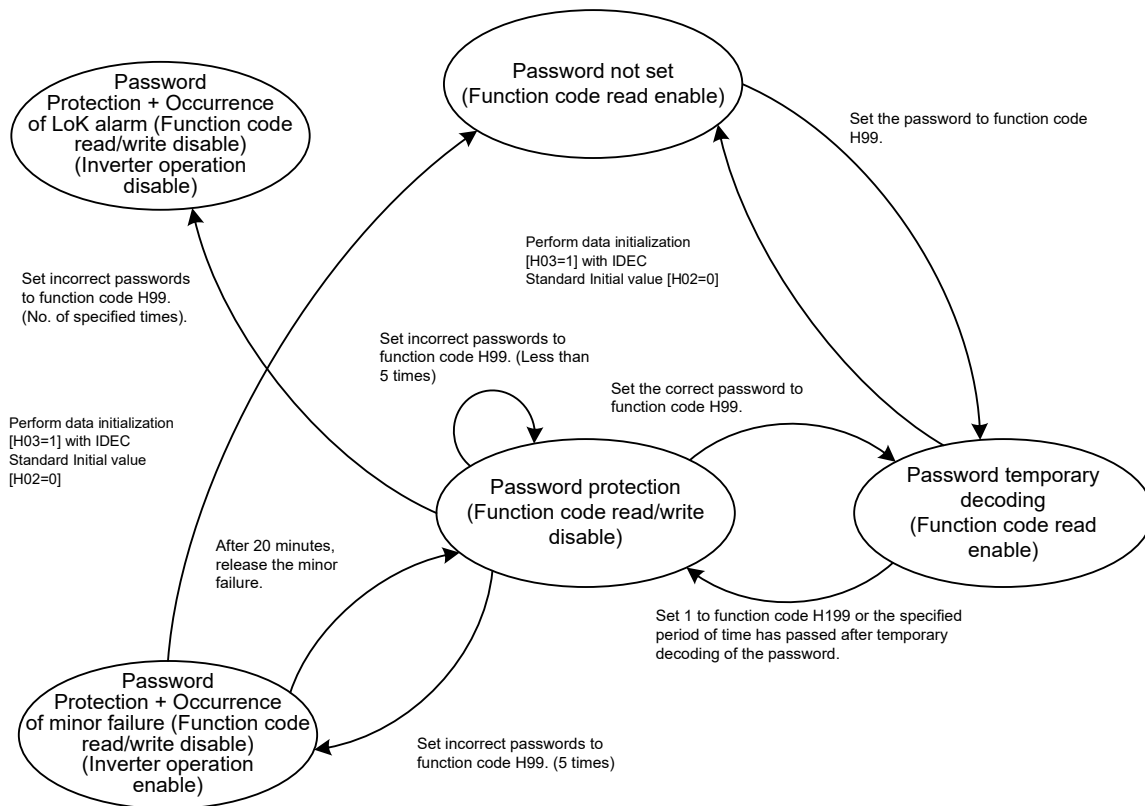 Password not set
(Function code read enable)
Password
Protection + Occurrence
of LoK alarm (Function code
read/write disable)
(Inverter operation
disable)
Set the password to function code
H99.
Perform data initialization
[H03=1] with IDEC
Standard Initial value [H02=0]
Set incorrect passwords
to function code H99.
(No. of specified times).
Set incorrect passwords to
function code H99. (Less than
5 times)
Set the correct password to
function code H99.
Perform data initialization
[H03=1] with IDEC
Standard Initial value
[H02=0]
Password protection
(Function code read/write
disable)
Password temporary
decoding
(Function code read
enable)
After 20 minutes,
release the minor
failure.
Set 1 to function code H199 or the specified
period of time has passed after temporary
decoding of the password.
Password
Protection + Occurrence
of minor failure (Function code
read/write disable)
(Inverter operation
enable)
Set incorrect passwords to
function code H99. (5 times)